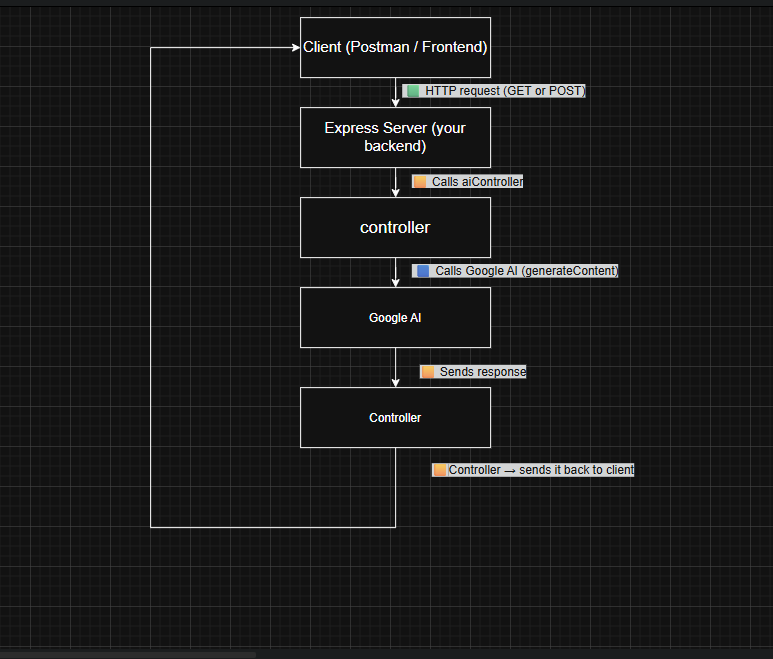 Client (Postman / Frontend)
HTTP request (GET or POST)
Express Server (your
backend)
Calls aiController
controller
Calls Google AI (generateContent)
Google AI
Sends response
Controller
Controller → sends it back to client